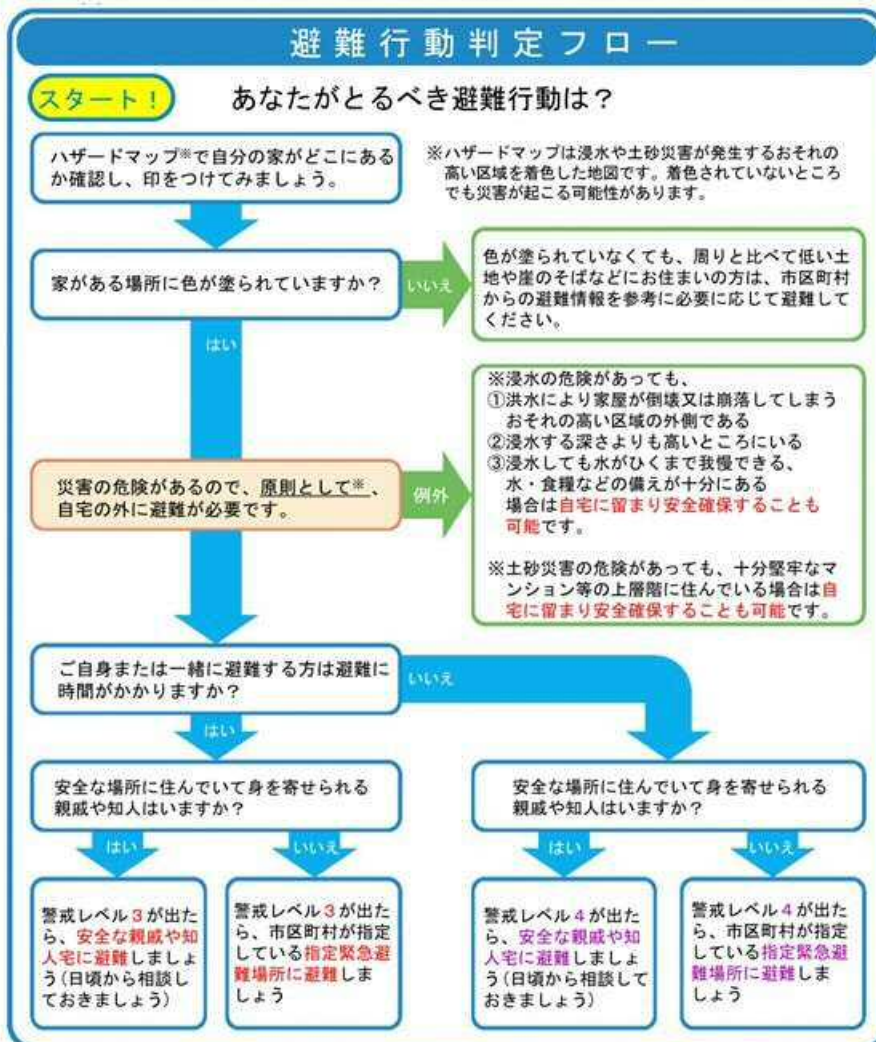 避難行動判定フロー
スタート！
あなたがとるべき避難行動は？
ハザードマップ※で自分の家がどこにある
か確認し、印をつけてみましょう。
※ハザードマップは浸水や土砂災害が発生するおそれの
高い区域を着色した地図です。着色されていないところ
でも災害が起こる可能性があります。
家がある場所に色が塗られていますか？
いいえ
色が塗られていなくても、周りと比べて低い土
地や崖のそばなどにお住まいの方は、市区町村
からの避難情報を参考に必要に応じて避難して
ください。
はい
災害の危険があるので、原則として※、
自宅の外に避難が必要です。
例外
※浸水の危険があっても、
①洪水により家屋が倒壊又は崩落してしまう
おそれの高い区域の外側である
②浸水する深さよりも高いところにいる
③浸水しても水がひくまで我慢できる、
水・食糧などの備えが十分にある
場合は自宅に留まり安全確保することも
可能です。
※土砂災害の危険があっても、十分堅牢なマ
ンション等の上層階に住んでいる場合は自
宅に留まり安全確保することも可能です。
ご自身または一緒に避難する方は避難に
時間がかかりますか？
いいえ
はい
安全な場所に住んでいて身を寄せられる
親戚や知人はいますか？
安全な場所に住んでいて身を寄せられる
親戚や知人はいますか？
はい
いいえ
はい
いいえ
警戒レベル３が出た
ら、安全な親戚や知
人宅に避難しましょ
う（日頃から相談して
おきましょう）
警戒レベル３が出た
ら、市区町村が指定
している指定緊急避
難場所に避難しま
しょう
警戒レベル４が出た
ら、安全な親戚や知
人宅に避難しましょ
う（日頃から相談して
おきましょう）
警戒レベル４が出た
ら、市区町村が指定
している指定緊急避
難場所に避難しま
しょう